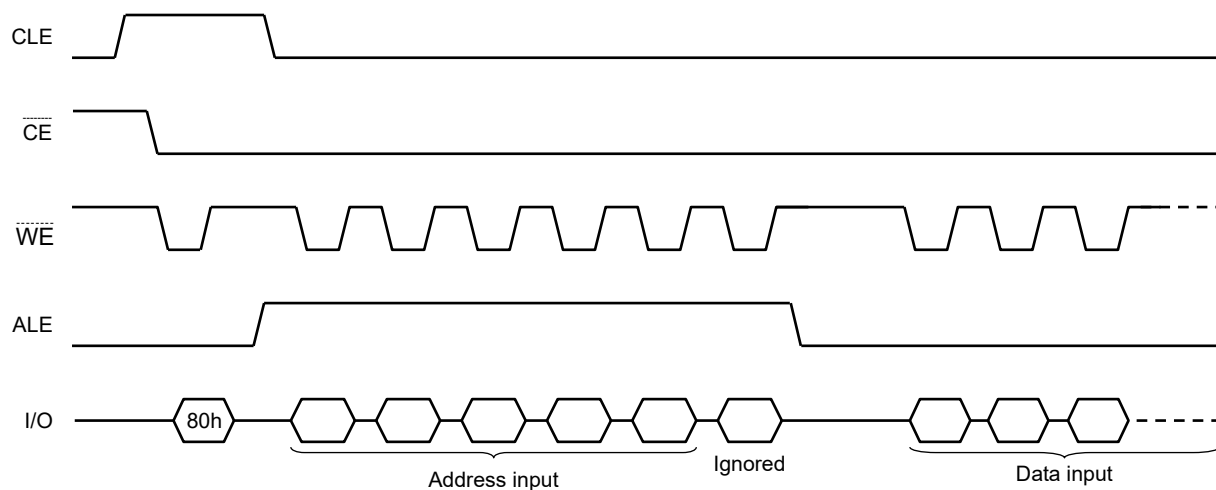 CLE
CE
WE
ALE
I/O
80h
Address input
Ignored
Data input